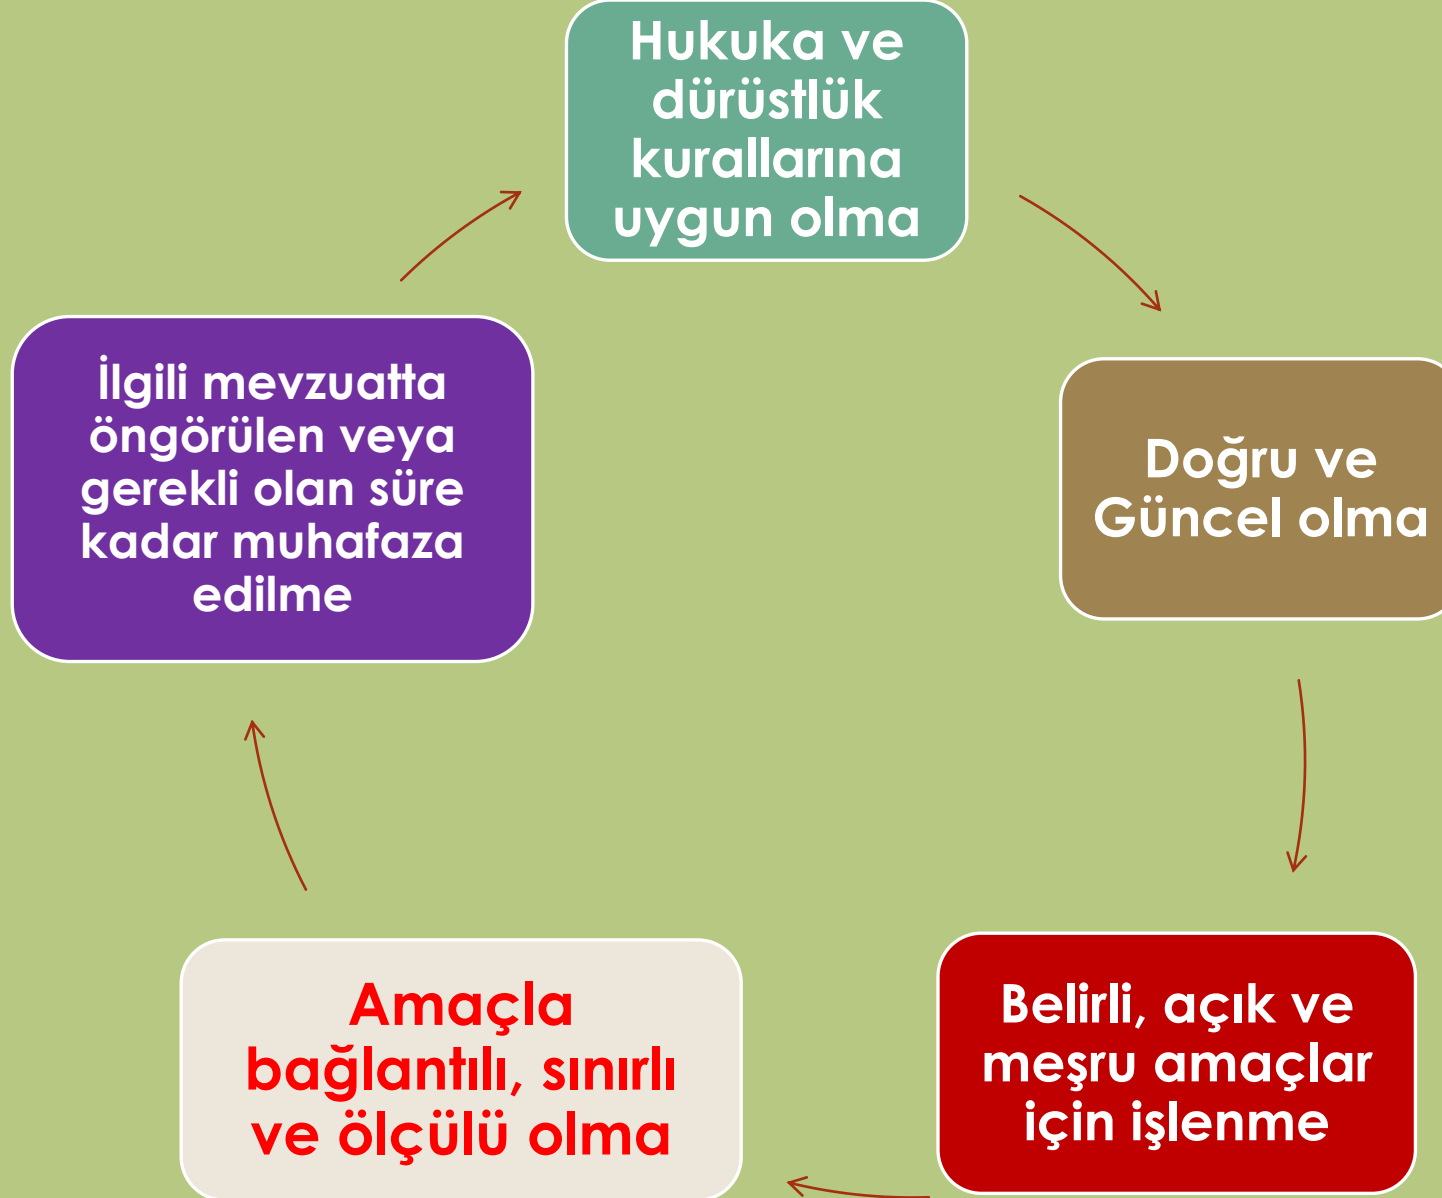 Hukuka ve
dürüstlük
kurallarına
uygun olma
Doğru ve
Güncel olma
Belirli, açık ve
meşru amaçlar
için işlenme
Amaçla
bağlantılı, sınırlı
ve ölçülü olma
İlgili mevzuatta
öngörülen veya
gerekli olan süre
kadar muhafaza
edilme